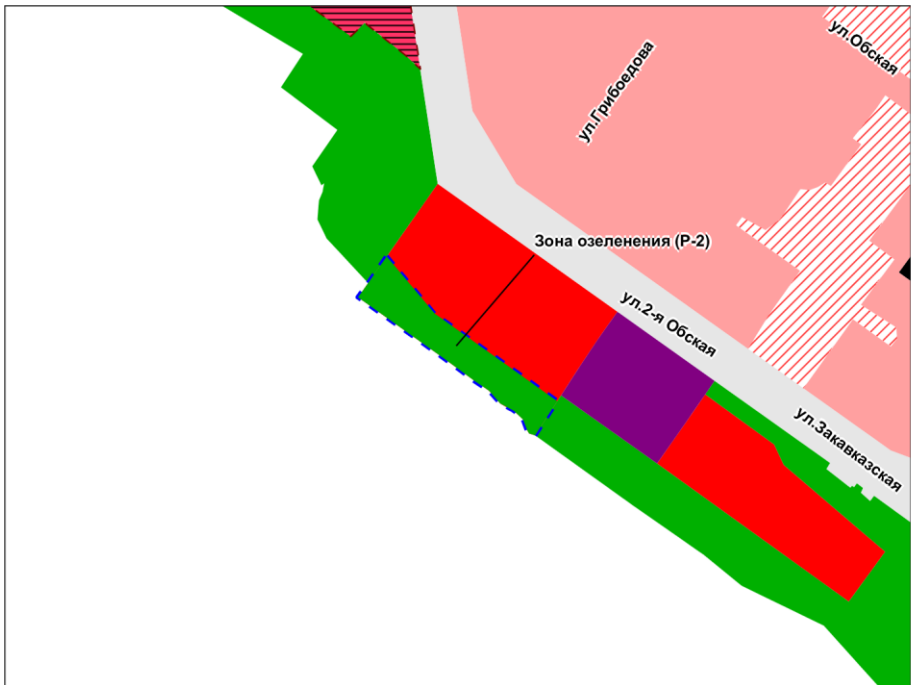 ул.Обская
ул.Грибоедова
Зона озеленения (Р-2)
ул.2-я Обская
ул.Закавказская